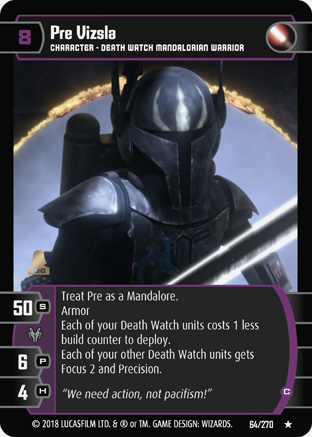 8
Pre Vizsla
CHARACTER - DEATH WATCH MANDALORIAN WARRIOR
50 S
Treat Pre as a Mandalore.
Armor
Each of your Death Watch units costs 1 less
build counter to deploy.
6 P
Each of your other Death Watch units gets
Focus 2 and Precision.
4 H
"We need action, not pacifism!"
C
© 2018 LUCASFILM LTD. & ® or TM. GAME DESIGN: WIZARDS.
64/270 ★